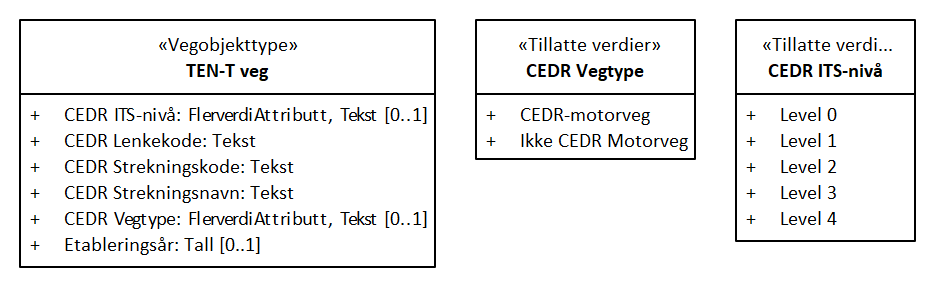 «Vegobjekttype»
TEN-T veg
+ CEDR ITS-nivå: FlerverdiAttributt, Tekst [0..1]
+ CEDR Lenkekode: Tekst
+ CEDR Strekningskode: Tekst
+ CEDR Strekningsnavn: Tekst
+ CEDR Vegtype: FlerverdiAttributt, Tekst [0..1]
+ Etableringsår: Tall [0..1]
«Tillatte verdier»
CEDR Vegtype
+ CEDR-motorveg
+ Ikke CEDR Motorveg
«Tillatte verdi...
CEDR ITS-nivå
+ Level 0
+ Level 1
+ Level 2
+ Level 3
+ Level 4